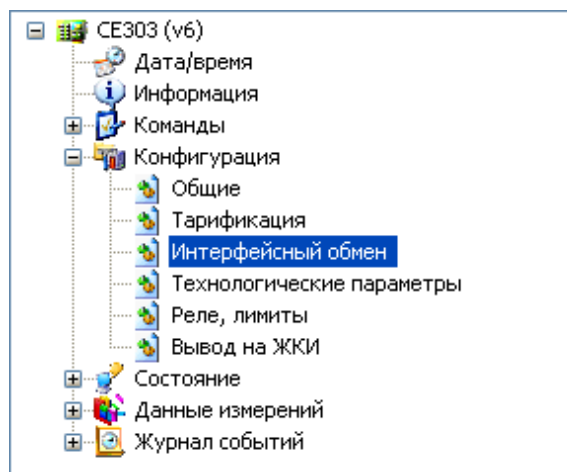 CE303 (v6)
Дата/время
Информация
Команды
Конфигурация
Общие
Тарификация
Интерфейсный обмен
Технологические параметры
Реле, лимиты
Вывод на ЖКИ
Состояние
Данные измерений
Журнал событий